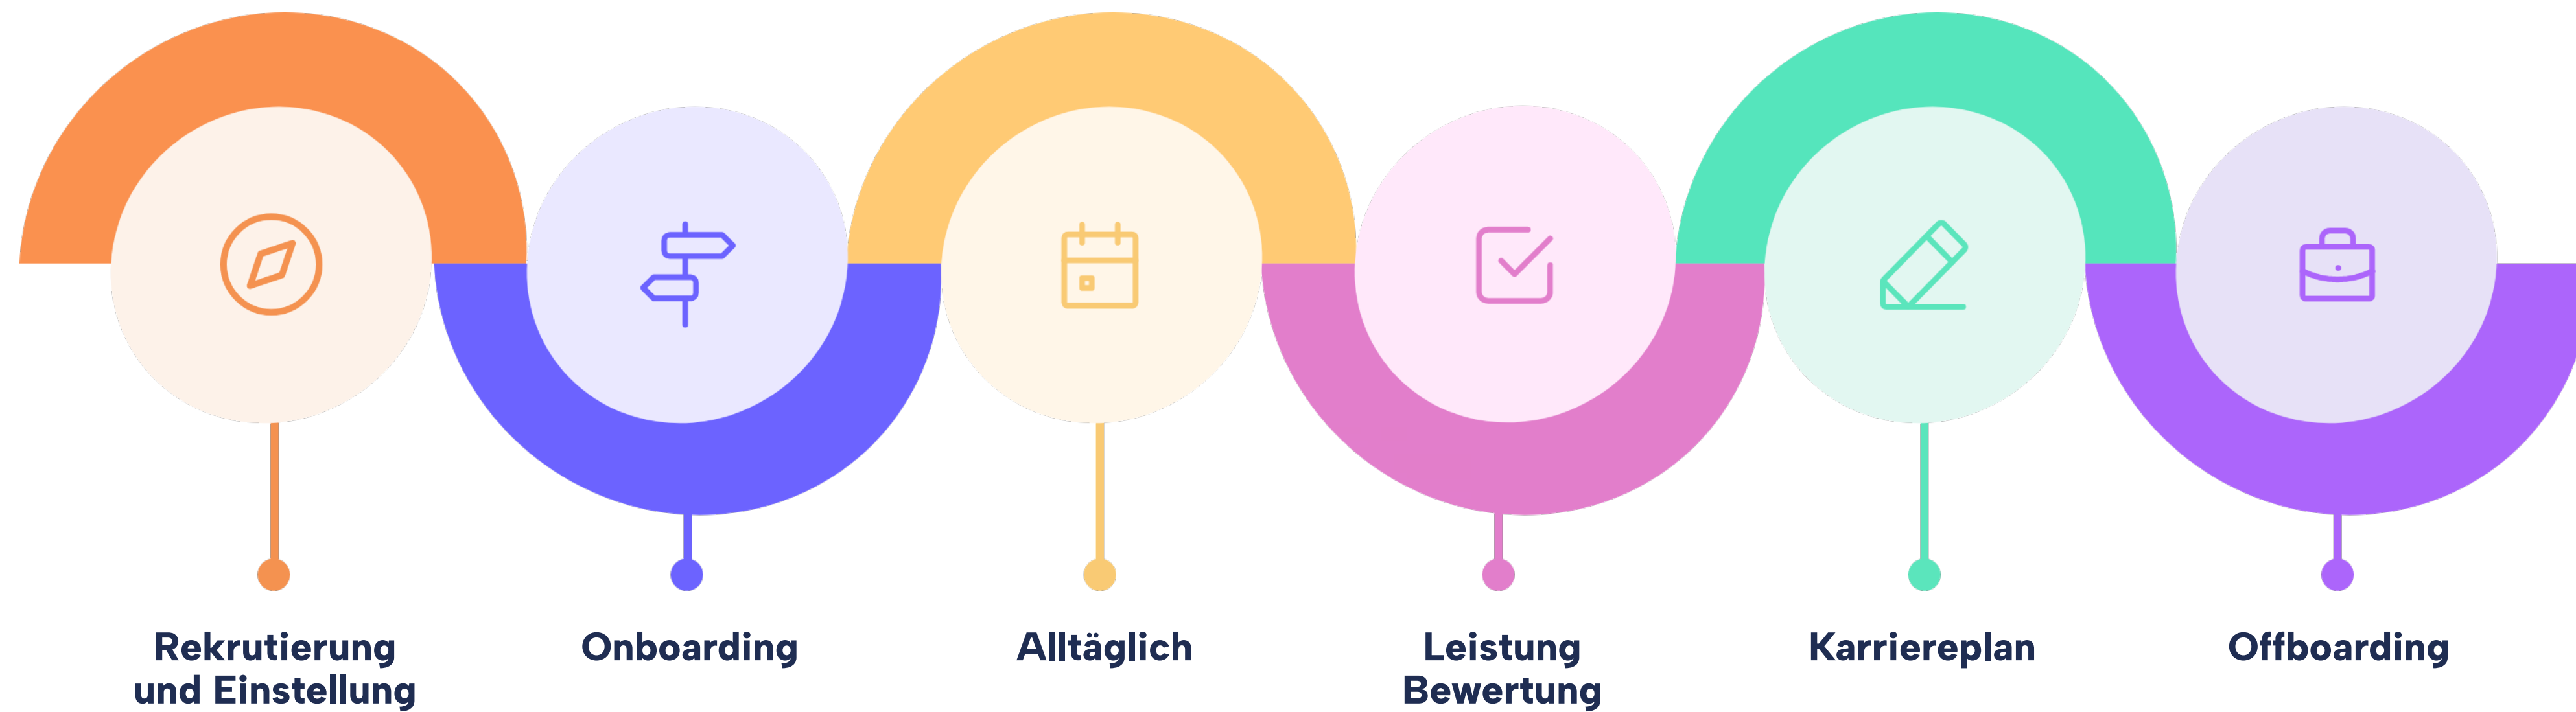 Rekrutierung
und Einstellung
Onboarding
Alltäglich
Leistung
Bewertung
Karriereplan
Offboarding